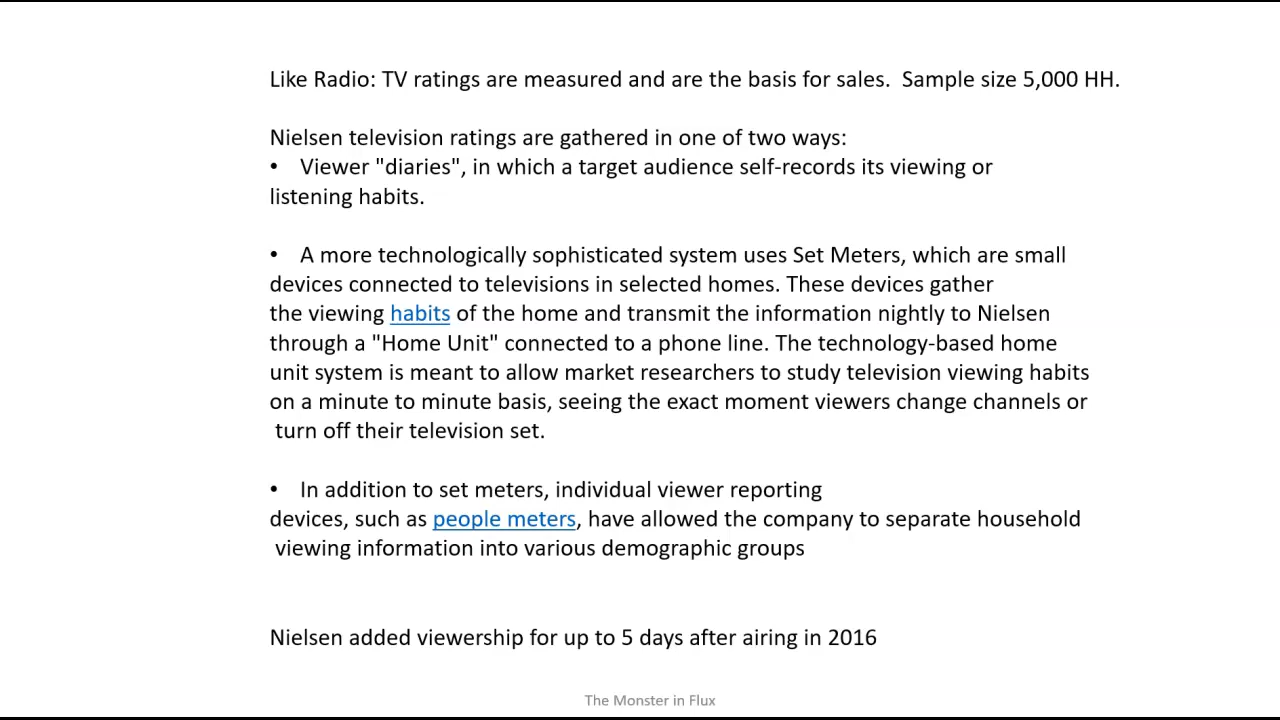 Like Radio: TV ratings are measured and are the basis for sales.  Sample size 5,000 HH.
Nielsen television ratings are gathered in one of two ways:
•    Viewer "diaries", in which a target audience self-records its viewing or
listening habits.
•    A more technologically sophisticated system uses Set Meters, which are small
devices connected to televisions in selected homes. These devices gather
the viewing habits of the home and transmit the information nightly to Nielsen
through a "Home Unit" connected to a phone line. The technology-based home
unit system is meant to allow market researchers to study television viewing habits
on a minute to minute basis, seeing the exact moment viewers change channels or
turn off their television set.
•    In addition to set meters, individual viewer reporting
devices, such as people meters, have allowed the company to separate household
viewing information into various demographic groups
Nielsen added viewership for up to 5 days after airing in 2016
The Monster in Flux